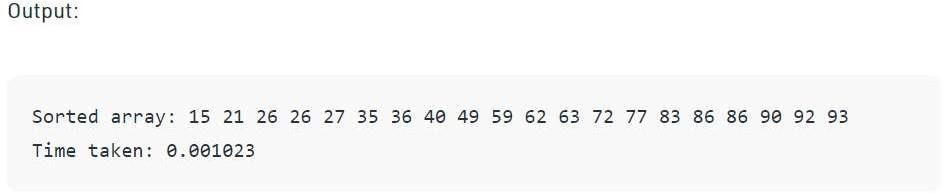 Output:
Sorted array: 15 21 26 26 27 35 36 40 49 59 62 63 72 77 83 86 86 90 92 93
Time taken: 0.001023